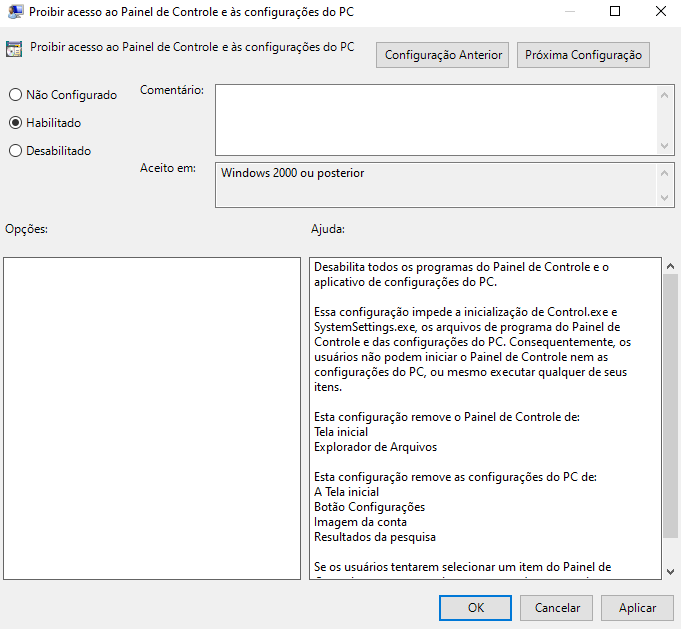 Proibir acesso ao Painel de Controle e às configurações do PC
Proibir acesso ao Painel de Controle e às configurações do PC
Configuração Anterior
Próxima Configuração
Não Configurado
Habilitado
Desabilitado
Comentário:
Aceito em:
Windows 2000 ou posterior
Opções:
Ajuda:
Desabilita todos os programas do Painel de Controle e o
aplicativo de configurações do PC.
Essa configuração impede a inicialização de Control.exe e
SystemSettings.exe, os arquivos de programa do Painel de
Controle e das configurações do PC. Consequentemente, os
usuários não podem iniciar o Painel de Controle nem as
configurações do PC, ou mesmo executar qualquer de seus
itens.
Esta configuração remove o Painel de Controle de:
Tela inicial
Explorador de Arquivos
Esta configuração remove as configurações do PC de:
A Tela inicial
Botão Configurações
Imagem da conta
Resultados da pesquisa
Se os usuários tentarem selecionar um item do Painel de
OK
Cancelar
Aplicar